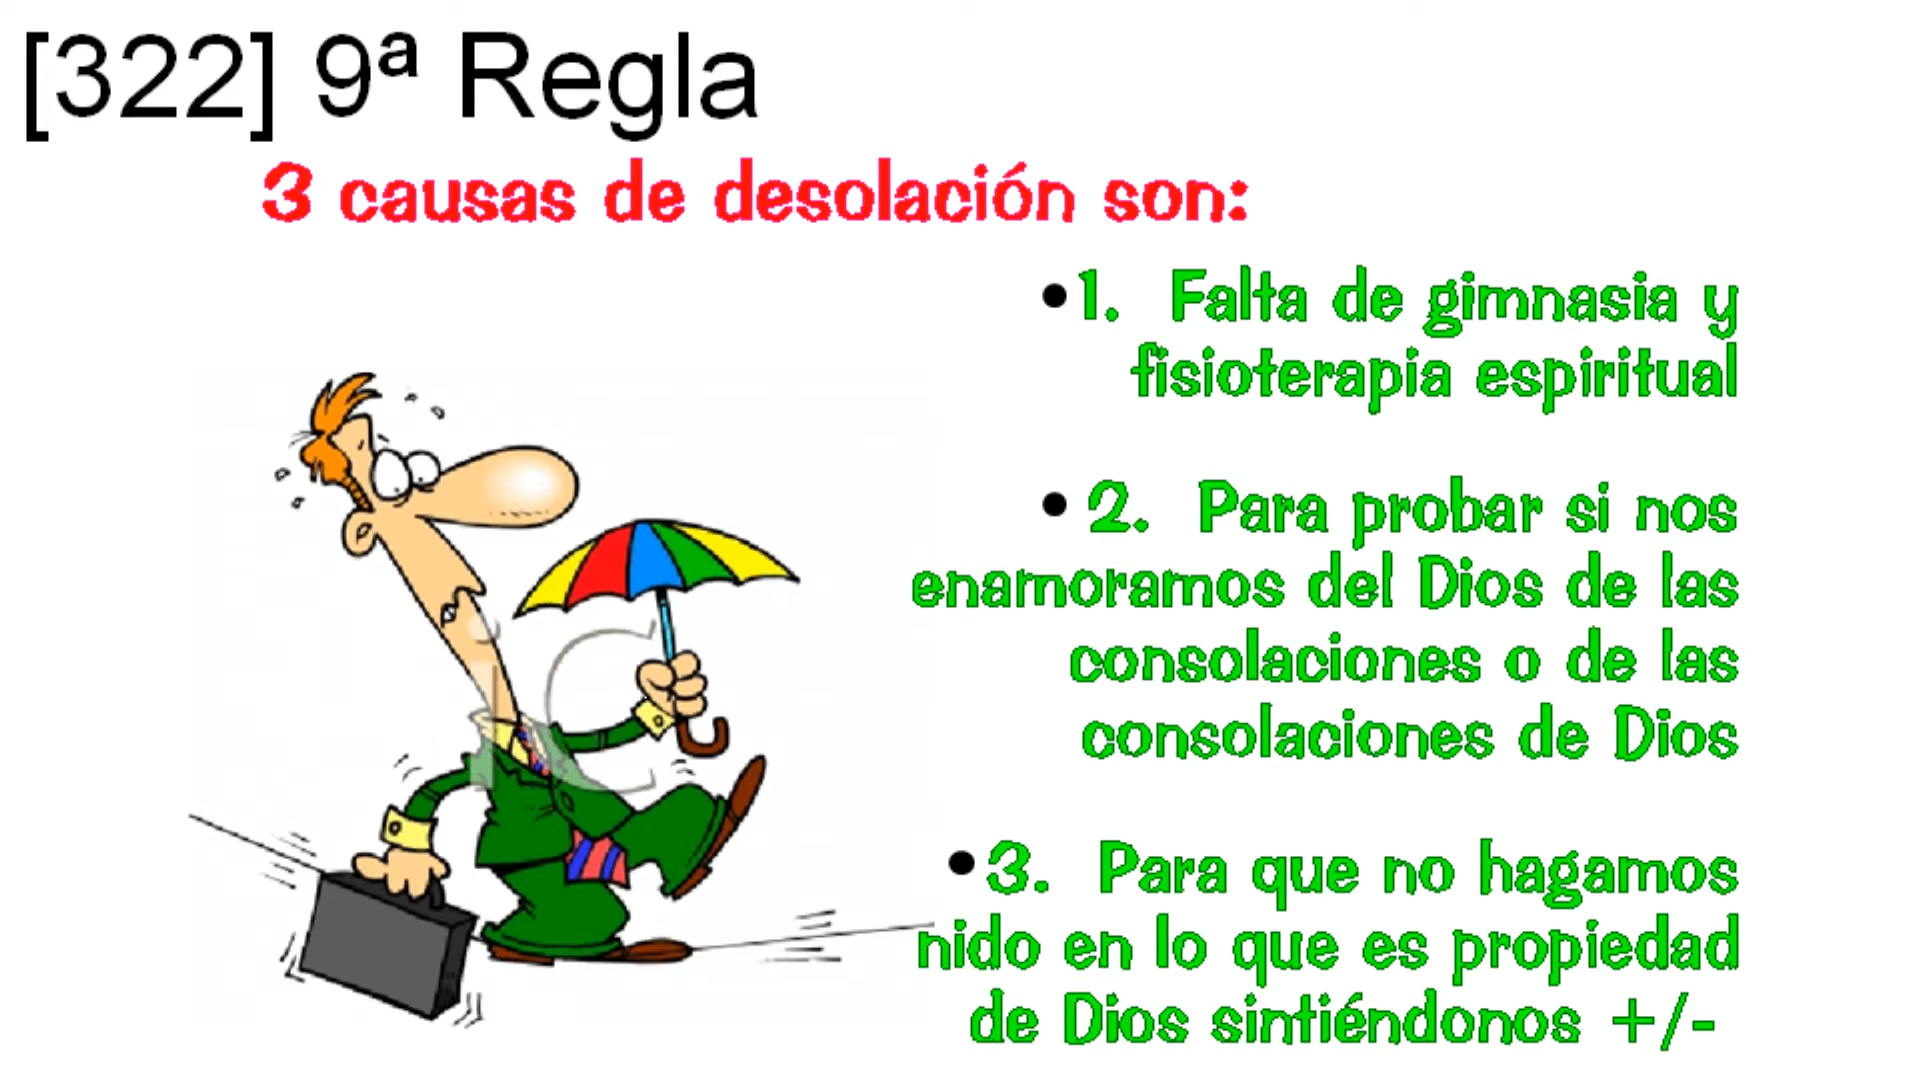 [322] 9ª Regla
3 causas de desolación son:
•1. Falta de gimnasia y
fisioterapia espiritual
• 2. Para probar si nos
enamoramos del Dios de las
consolaciones o de las
consolaciones de Dios
•3. Para que no hagamos
nido en lo que es propiedad
de Dios sintiéndonos +/-